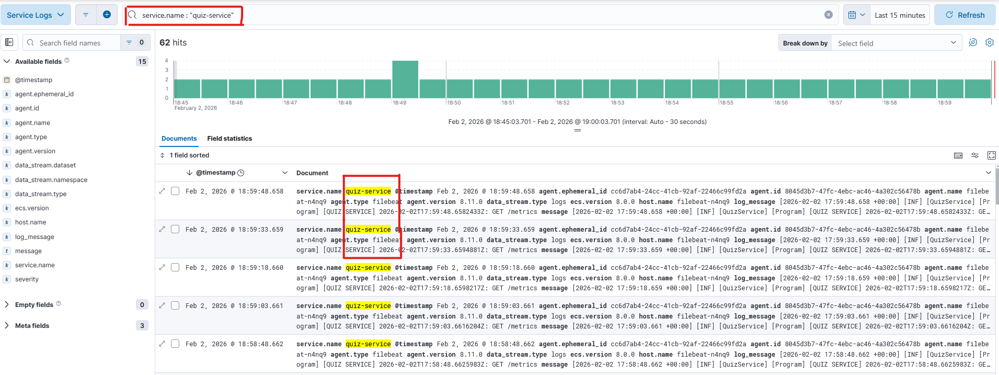 Service Logs
service.name : "quiz-service"
Last 15 minutes
Refresh
Search field names
0
62 hits
Break down by
Select field
Available fields
15
@timestamp
agent.ephemeral_id
agent.id
agent.name
agent.type
agent.version
data_stream.dataset
data_stream.namespace
data_stream.type
ecs.version
host.name
log_message
message
service.name
severity
Empty fields
0
Meta fields
3
4
3
2
1
0
18:45 18:46 18:47 18:48 18:49 18:50 18:51 18:52 18:53 18:54 18:55 18:56 18:57 18:58 18:59
February 2, 2026
Feb 2, 2026 @ 18:45:03.701 - Feb 2, 2026 @ 19:00:03.701 (interval: Auto - 30 seconds)
Documents Field statistics
1 field sorted
@timestamp Document
Feb 2, 2026 @ 18:59:48.658 service.name quiz-service @timestamp Feb 2, 2026 @ 18:59:48.658 agent.ephemeral_id cc6d7ab4-24cc-41cb-92af-22466c99fd2a agent.id 8045d3b7-47fc-4ebc-ac46-4a302c56478b agent.name filebe
at-n4nq9 agent.type filebeat agent.version 8.11.0 data_stream.type logs ecs.version 8.0.0 host.name filebeat-n4nq9 log_message [2026-02-02 17:59:48.658 +00:00] [INF] [QuizService] [Pr
ogram] [QUIZ SERVICE] 2026-02-02T17:59:48.6582433Z: GET /metrics message [2026-02-02 17:59:48.658 +00:00] [INF] [QuizService] [Program] [QUIZ SERVICE] 2026-02-02T17:59:48.6582433Z: GE…
Feb 2, 2026 @ 18:59:33.659 service.name quiz-service @timestamp Feb 2, 2026 @ 18:59:33.659 agent.ephemeral_id cc6d7ab4-24cc-41cb-92af-22466c99fd2a agent.id 8045d3b7-47fc-4ebc-ac46-4a302c56478b agent.name filebe
at-n4nq9 agent.type filebeat agent.version 8.11.0 data_stream.type logs ecs.version 8.0.0 host.name filebeat-n4nq9 log_message [2026-02-02 17:59:33.659 +00:00] [INF] [QuizService] [Pr
ogram] [QUIZ SERVICE] 2026-02-02T17:59:33.6594881Z: GET /metrics message [2026-02-02 17:59:33.659 +00:00] [INF] [QuizService] [Program] [QUIZ SERVICE] 2026-02-02T17:59:33.6594881Z: GE…
Feb 2, 2026 @ 18:59:18.660 service.name quiz-service @timestamp Feb 2, 2026 @ 18:59:18.660 agent.ephemeral_id cc6d7ab4-24cc-41cb-92af-22466c99fd2a agent.id 8045d3b7-47fc-4ebc-ac46-4a302c56478b agent.name filebe
at-n4nq9 agent.type filebeat agent.version 8.11.0 data_stream.type logs ecs.version 8.0.0 host.name filebeat-n4nq9 log_message [2026-02-02 17:59:18.659 +00:00] [INF] [QuizService] [Pr
ogram] [QUIZ SERVICE] 2026-02-02T17:59:18.6598217Z: GET /metrics message [2026-02-02 17:59:18.659 +00:00] [INF] [QuizService] [Program] [QUIZ SERVICE] 2026-02-02T17:59:18.6598217Z: GE…
Feb 2, 2026 @ 18:59:03.661 service.name quiz-service @timestamp Feb 2, 2026 @ 18:59:03.661 agent.ephemeral_id cc6d7ab4-24cc-41cb-92af-22466c99fd2a agent.id 8045d3b7-47fc-4ebc-ac46-4a302c56478b agent.name filebe
at-n4nq9 agent.type filebeat agent.version 8.11.0 data_stream.type logs ecs.version 8.0.0 host.name filebeat-n4nq9 log_message [2026-02-02 17:59:03.661 +00:00] [INF] [QuizService] [Pr
ogram] [QUIZ SERVICE] 2026-02-02T17:59:03.6616204Z: GET /metrics message [2026-02-02 17:59:03.661 +00:00] [INF] [QuizService] [Program] [QUIZ SERVICE] 2026-02-02T17:59:03.6616204Z: GE…
Feb 2, 2026 @ 18:58:48.662 service.name quiz-service @timestamp Feb 2, 2026 @ 18:58:48.662 agent.ephemeral_id cc6d7ab4-24cc-41cb-92af-22466c99fd2a agent.id 8045d3b7-47fc-4ebc-ac46-4a302c56478b agent.name filebe
at-n4nq9 agent.type filebeat agent.version 8.11.0 data_stream.type logs ecs.version 8.0.0 host.name filebeat-n4nq9 log_message [2026-02-02 17:58:48.662 +00:00] [INF] [QuizService] [Pr
ogram] [QUIZ SERVICE] 2026-02-02T17:58:48.6625983Z: GET /metrics message [2026-02-02 17:58:48.662 +00:00] [INF] [QuizService] [Program] [QUIZ SERVICE] 2026-02-02T17:58:48.6625983Z: GE…